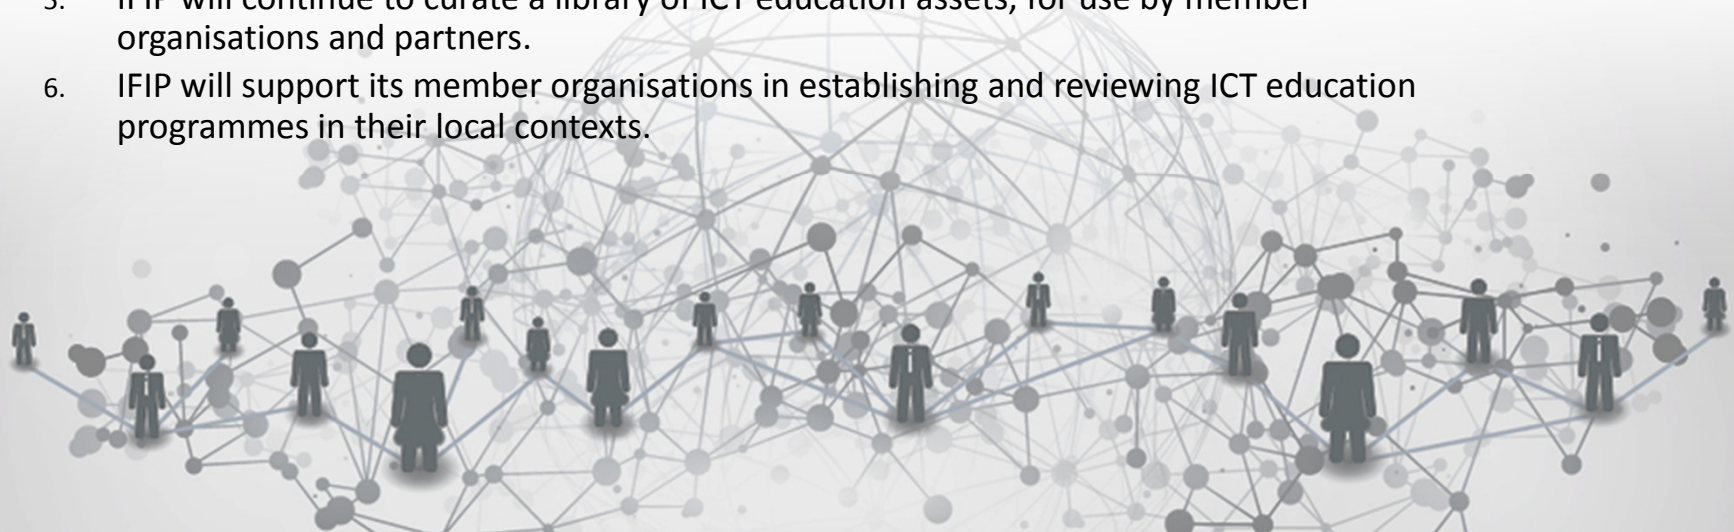 5. IFIP will continue to curate a library of ICT education assets, for use by member
organisations and partners.
6. IFIP will support its member organisations in establishing and reviewing ICT education
programmes in their local contexts.